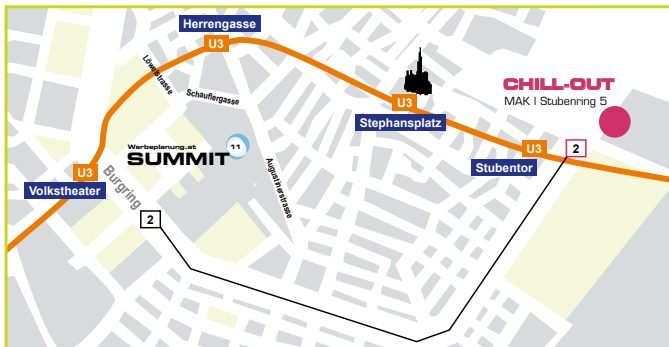 Herrengasse
U3
Löwelstrasse
Schauflergasse
CHILL-OUT
MAK | Stubenring 5
U3
Stephansplatz
Werbeplanung.at
SUMMIT 11
U3
Stubentor
2
U3
Volkstheater
Burgring
Augustinerstrasse
2